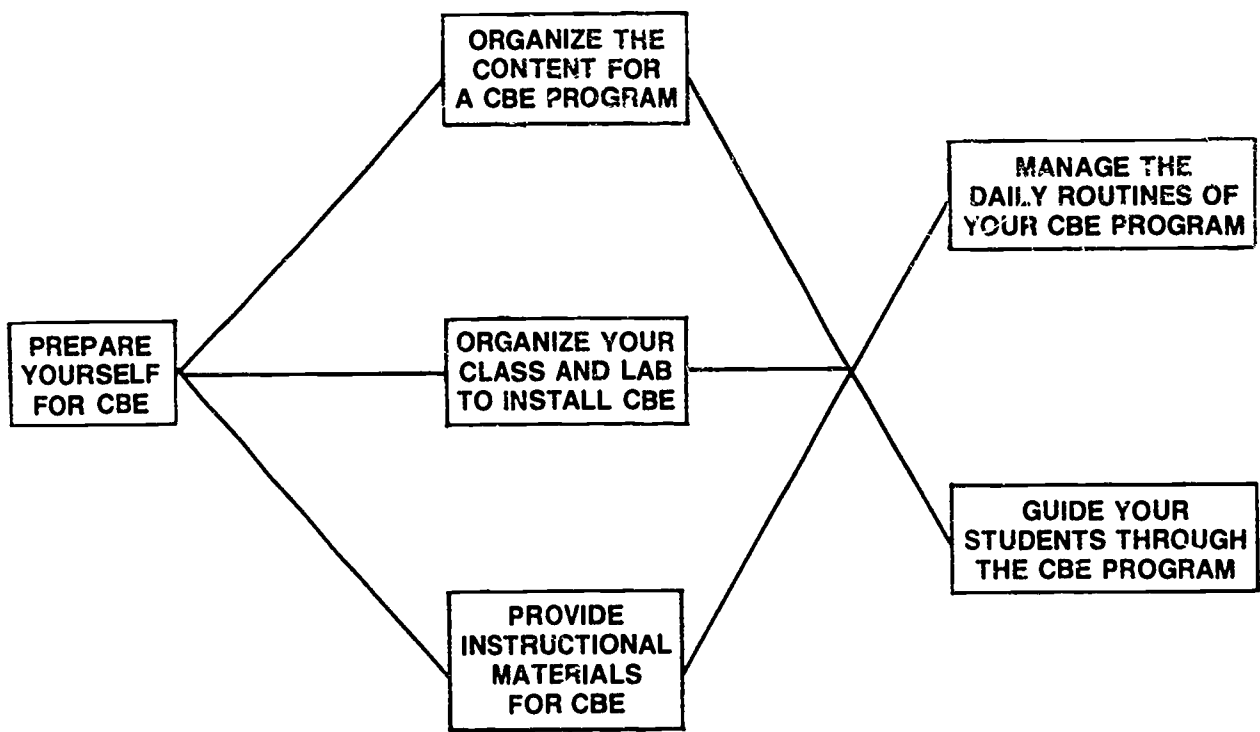 ORGANIZE THE
CONTENT FOR
A CBE PROGRAM
MANAGE THE
DAILY ROUTINES OF
YOUR CBE PROGRAM
PREPARE
YOURSELF
FOR CBE
ORGANIZE YOUR
CLASS AND LAB
TO INSTALL CBE
GUIDE YOUR
STUDENTS THROUGH
THE CBE PROGRAM
PROVIDE
INSTRUCTIONAL
MATERIALS
FOR CBE